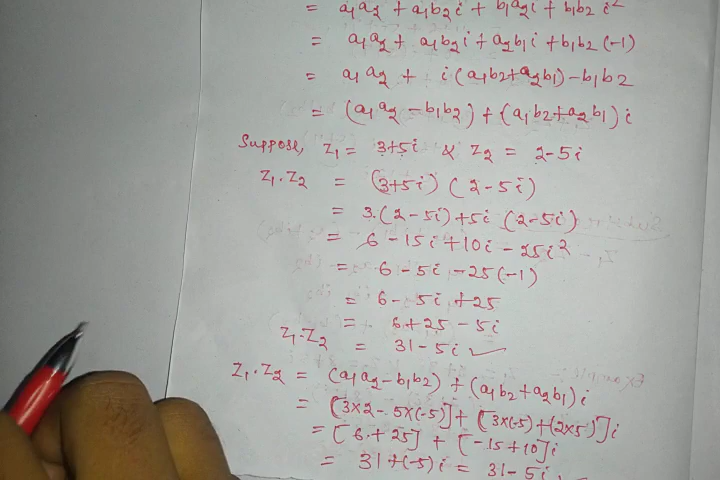 = a₁a₂ + a₁b₂i + b₁a₂i + b₁b₂ i²
= a₁a₂ + a₁b₂i + a₂b₁i + b₁b₂ (-1)
= a₁a₂ + i (a₁b₂ + a₂b₁) - b₁b₂
= (a₁a₂ - b₁b₂) + (a₁b₂ + a₂b₁) i
Suppose, Z₁ = 3+5i & Z₂ = 2-5i
Z₁.Z₂ = (3+5i) (2-5i)
= 3.(2-5i) + 5i (2-5i)
= 6 - 15i + 10i - 25i²
= 6 - 5i - 25(-1)
= 6 - 5i + 25
= 6 + 25 - 5i
Z₁.Z₂ = 31 - 5i ✓
Z₁.Z₂ = (a₁a₂ - b₁b₂) + (a₁b₂ + a₂b₁) i
= [3×2 - 5×(-5)] + [3×(-5) + (2×5)]i
= [6 + 25] + [-15 + 10]i
= 31 + (-5) i = 31 - 5i ✓